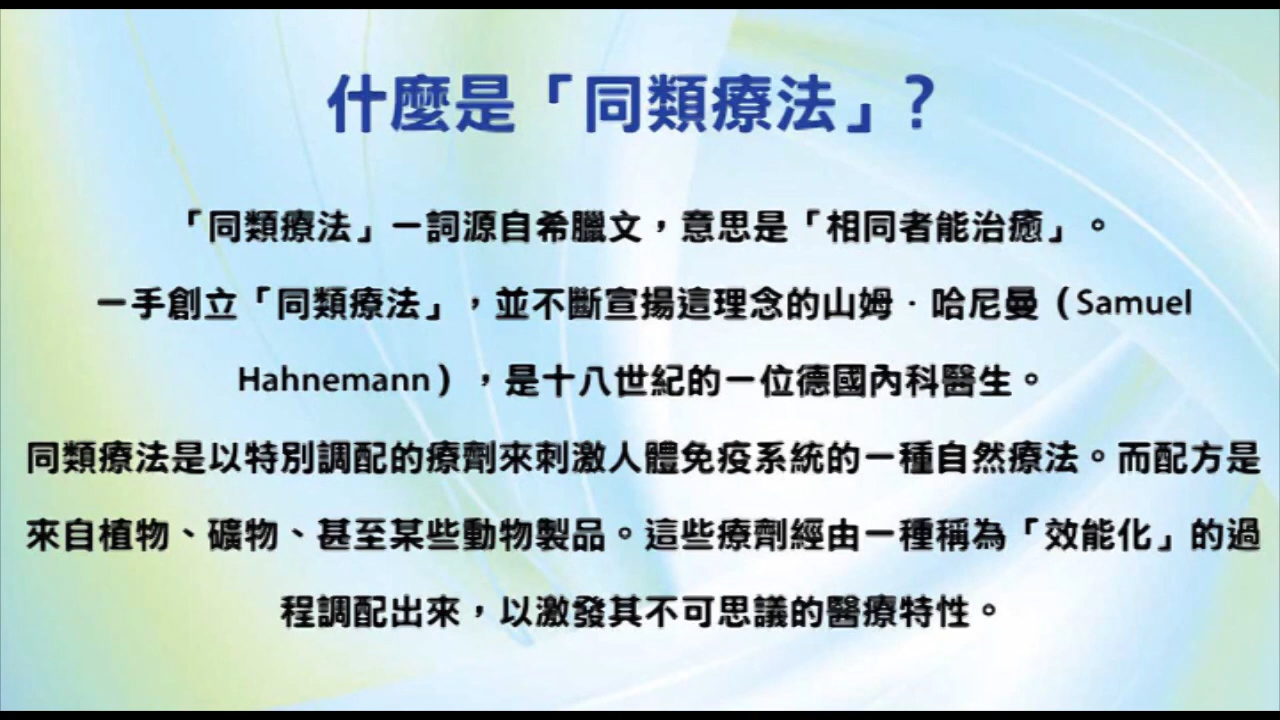 什麼是「同類療法」?
「同類療法」一詞源自希臘文,意思是「相同者能治癒」。
一手創立「同類療法」,並不斷宣揚這理念的山姆.哈尼曼(Samuel
Hahnemann),是十八世紀的一位德國內科醫生。
同類療法是以特別調配的療劑來刺激人體免疫系統的一種自然療法。而配方是
來自植物、礦物、甚至某些動物製品。這些療劑經由一種稱為「效能化」的過
程調配出來,以激發其不可思議的醫療特性。